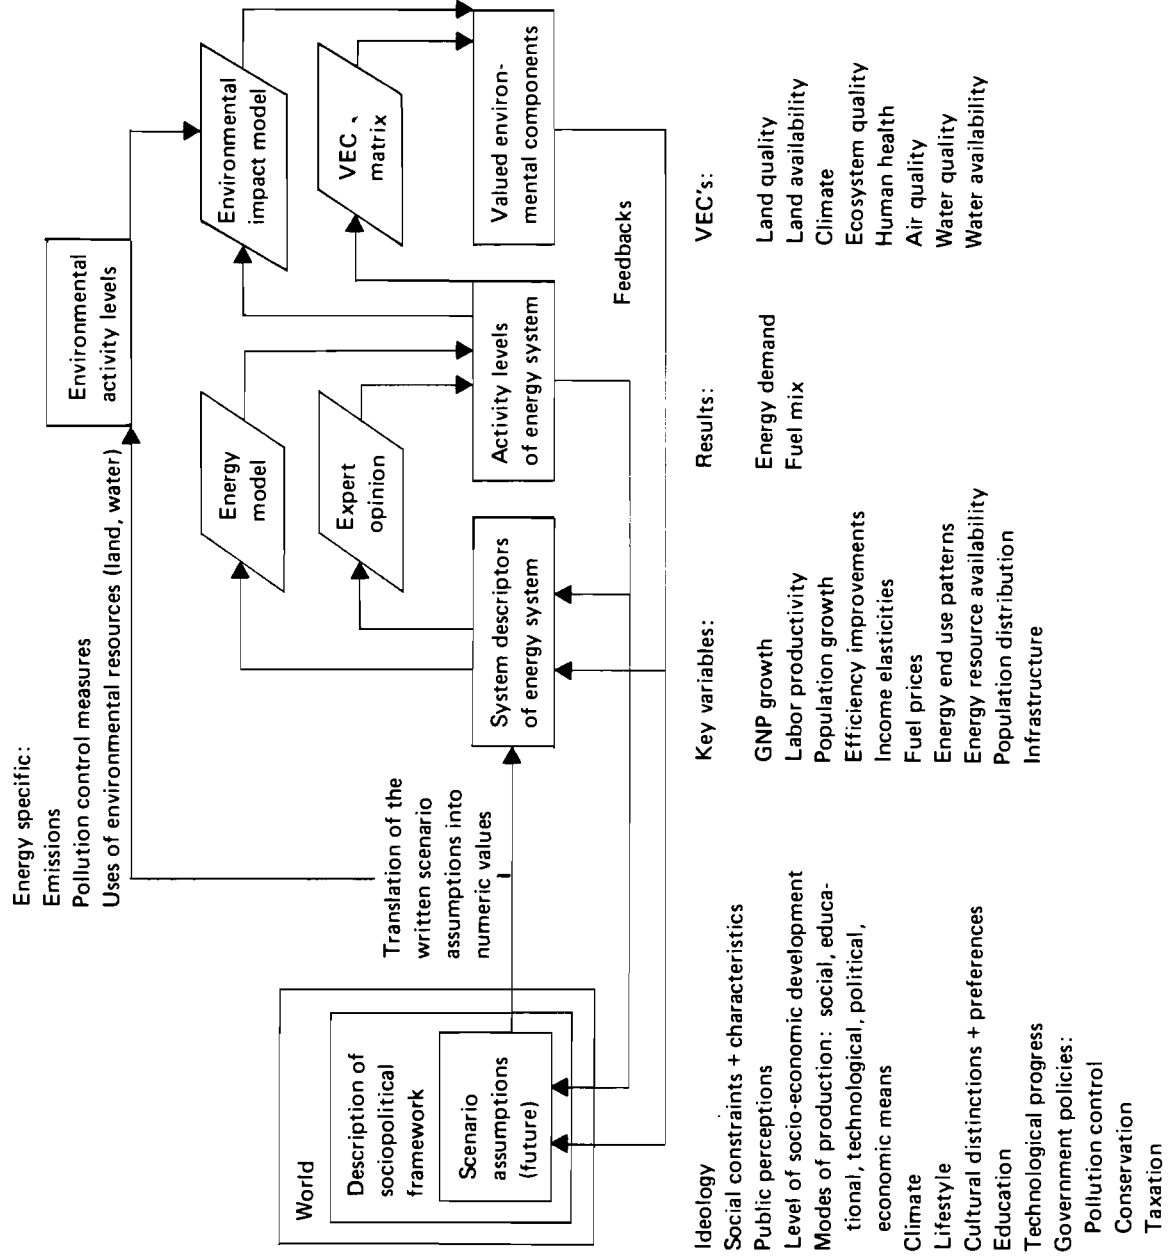 Energy specific:
Emissions
Pollution control measures
Uses of environmental resources (land, water)
Environmental
activity levels
World
Description of
sociopolitical
framework
Scenario
assumptions
(future)
Translation of the
written scenario
assumptions into
numeric values
Energy
model
Expert
opinion
System descriptors
of energy system
Activity levels
of energy system
Environmental
impact model
VEC
matrix
Valued environ-
mental components
Feedbacks
Ideology
Social constraints + characteristics
Public perceptions
Level of socio-economic development
Modes of production: social, educa-
tional, technological, political,
economic means
Climate
Lifestyle
Cultural distinctions + preferences
Education
Technological progress
Government policies:
Pollution control
Conservation
Taxation
Key variables:
GNP growth
Labor productivity
Population growth
Efficiency improvements
Income elasticities
Fuel prices
Energy end use patterns
Energy resource availability
Population distribution
Infrastructure
Results:
Energy demand
Fuel mix
VEC's:
Land quality
Land availability
Climate
Ecosystem quality
Human health
Air quality
Water quality
Water availability